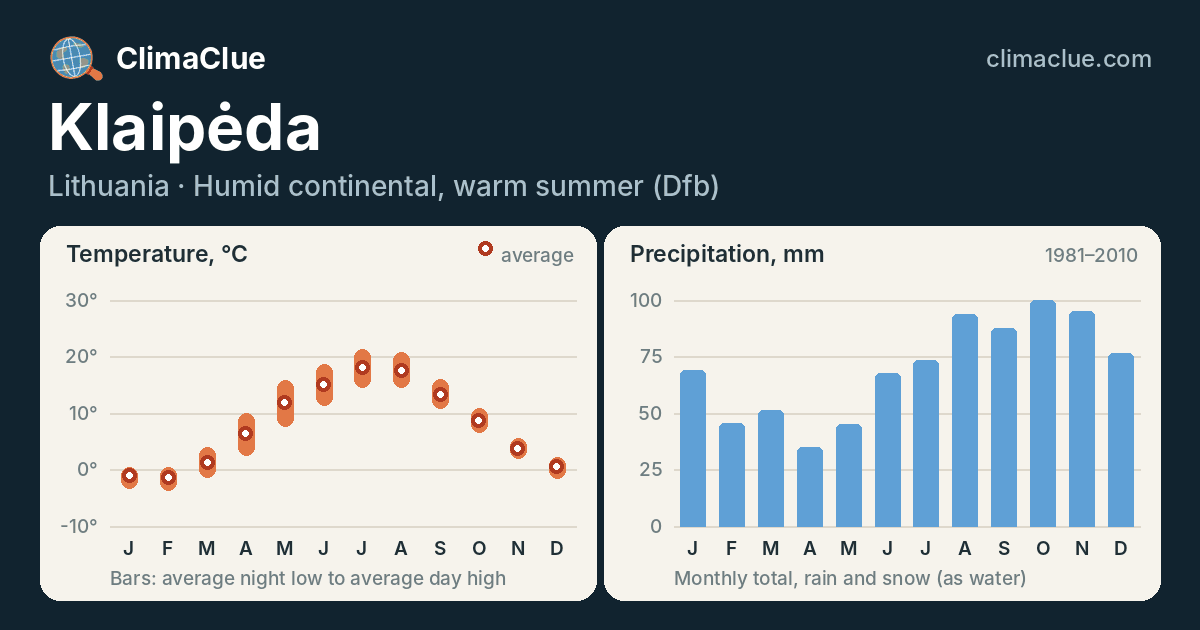 ClimaClue
climaclue.com
Klaipėda
Lithuania · Humid continental, warm summer (Dfb)
Temperature, °C
average
30°
20°
10°
0°
-10°
J F M A M J J A S O N D
Bars: average night low to average day high
Precipitation, mm
1981–2010
100
75
50
25
0
J F M A M J J A S O N D
Monthly total, rain and snow (as water)